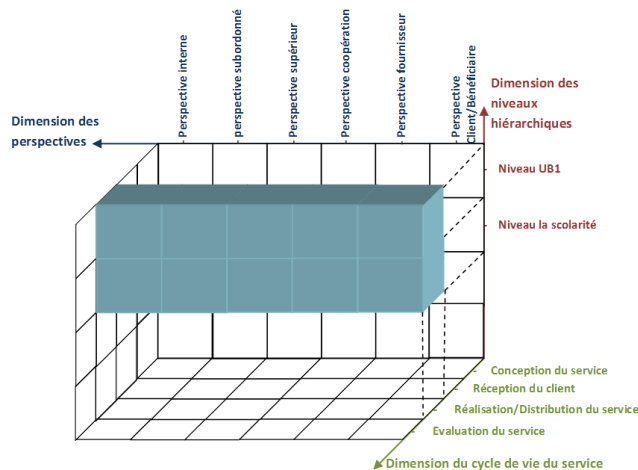 Dimension des
perspectives
Perspective interne
Perspective subordonné
Perspective supérieur
Perspective coopération
Perspective fournisseur
Perspective
Client/Bénéficiaire
Dimension des
niveaux
hiérarchiques
Niveau UB1
Niveau la scolarité
Conception du service
Réception du client
Réalisation/Distribution du service
Evaluation du service
Dimension du cycle de vie du service